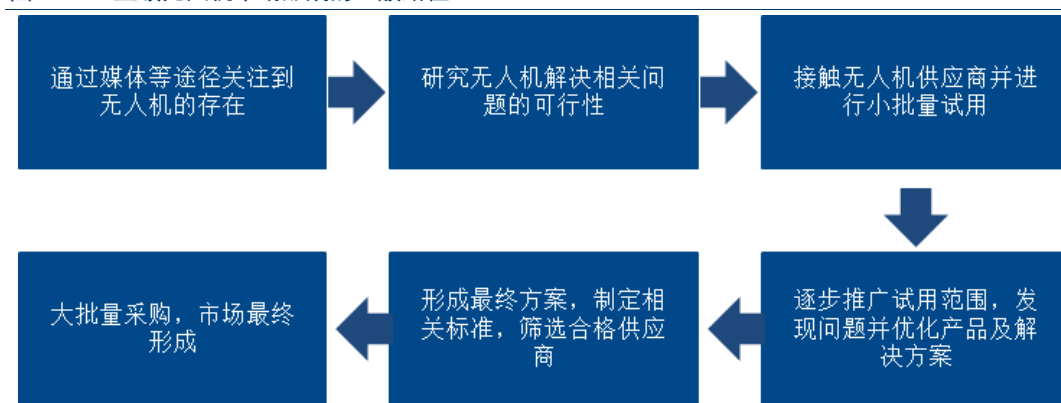 通过媒体等途径关注到
无人机的存在
研究无人机解决相关问
题的可行性
接触无人机供应商并进
行小批量试用
逐步推广试用范围，发
现问题并优化产品及解
决方案
形成最终方案，制定相
关标准，筛选合格供应
商
大批量采购，市场最终
形成